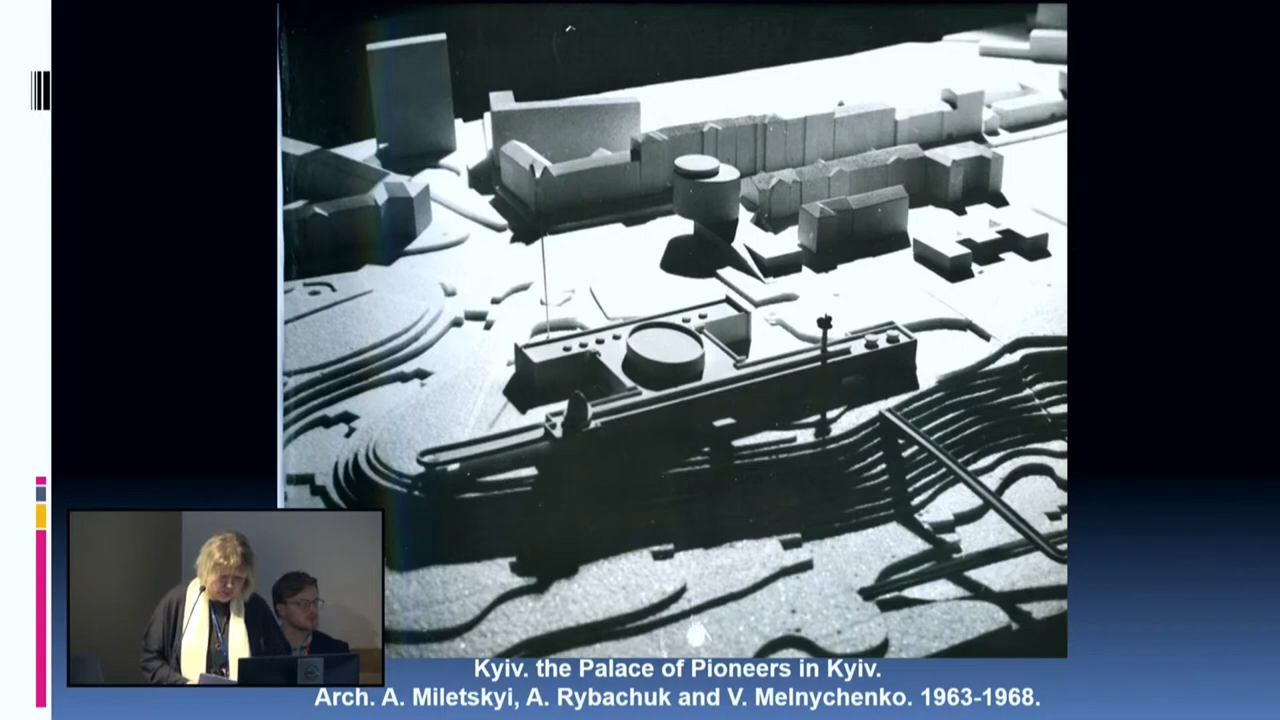 Kyiv. the Palace of Pioneers in Kyiv.
Arch. A. Miletskyi, A. Rybachuk and V. Melnychenko. 1963-1968.